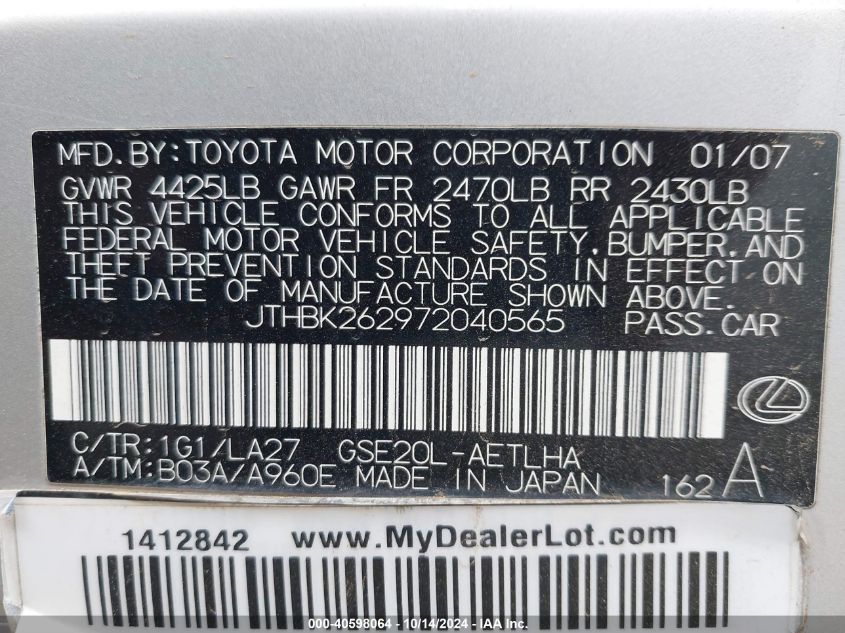 MFD.BY:TOYOTA MOTOR CORPORATION 01/07
GVWR 4425LB GAWR FR 2470LB RR 2430LB
THIS VEHICLE CONFORMS TO ALL APPLICABLE
FEDERAL MOTOR VEHICLE SAFETY,BUMPER,AND
THEFT PREVENTION STANDARDS IN EFFECT ON
THE DATE OF MANUFACTURE SHOWN ABOVE.
JTHBK262972040565 PASS.CAR
C/TR:1G1/LA27 GSE20L-AETLHA
A/TM:B03A/A960E MADE IN JAPAN 162 A
1412842 www.MyDealerLot.com
000-40598064 - 10/14/2024 - IAA Inc.